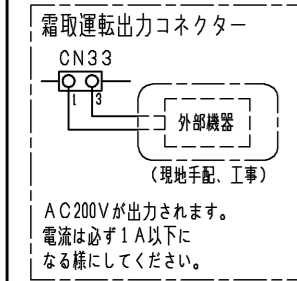 霜取運転出力コネクター
CN33
1 3
外部機器
(現地手配、工事)
AC200Vが出力されます。
電流は必ず1A以下に
なる様にしてください。